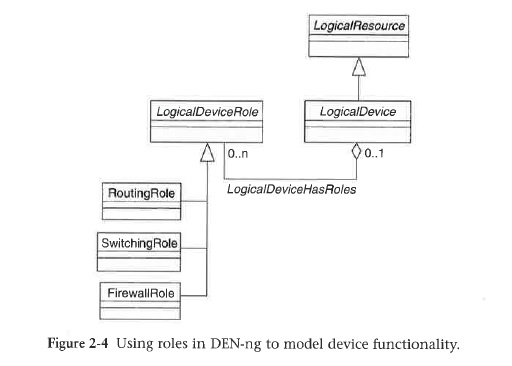 LogicalResource
LogicalDeviceRole
LogicalDevice
0..n
0..1
LogicalDeviceHasRoles
RoutingRole
SwitchingRole
FirewallRole
Figure 2-4 Using roles in DEN-ng to model device functionality.